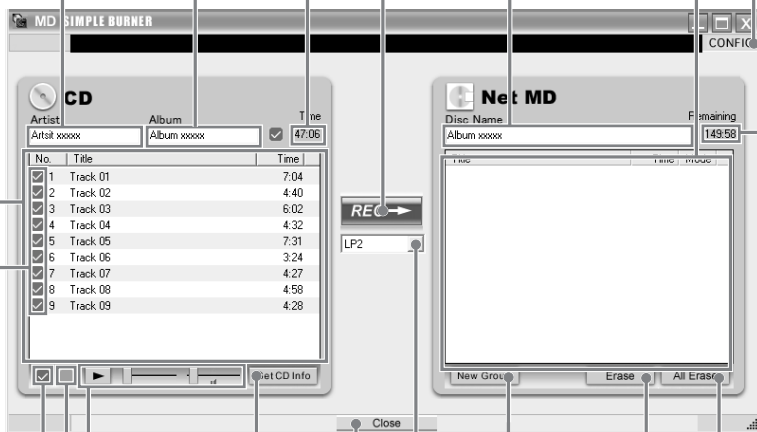 MD SIMPLE BURNER
CONFIG
CD
Artist Album Time
Artsit xxxxx Album xxxxx 47:06
No. Title Time
1 Track 01 7:04
2 Track 02 4:40
3 Track 03 6:02
4 Track 04 4:32
5 Track 05 7:31
6 Track 06 3:24
7 Track 07 4:27
8 Track 08 4:58
9 Track 09 4:28
Get CD Info
REC
LP2
Net MD
Disc Name Remaining
Album xxxxx 149:58
Title Time Mode
New Group Erase All Erase
Close